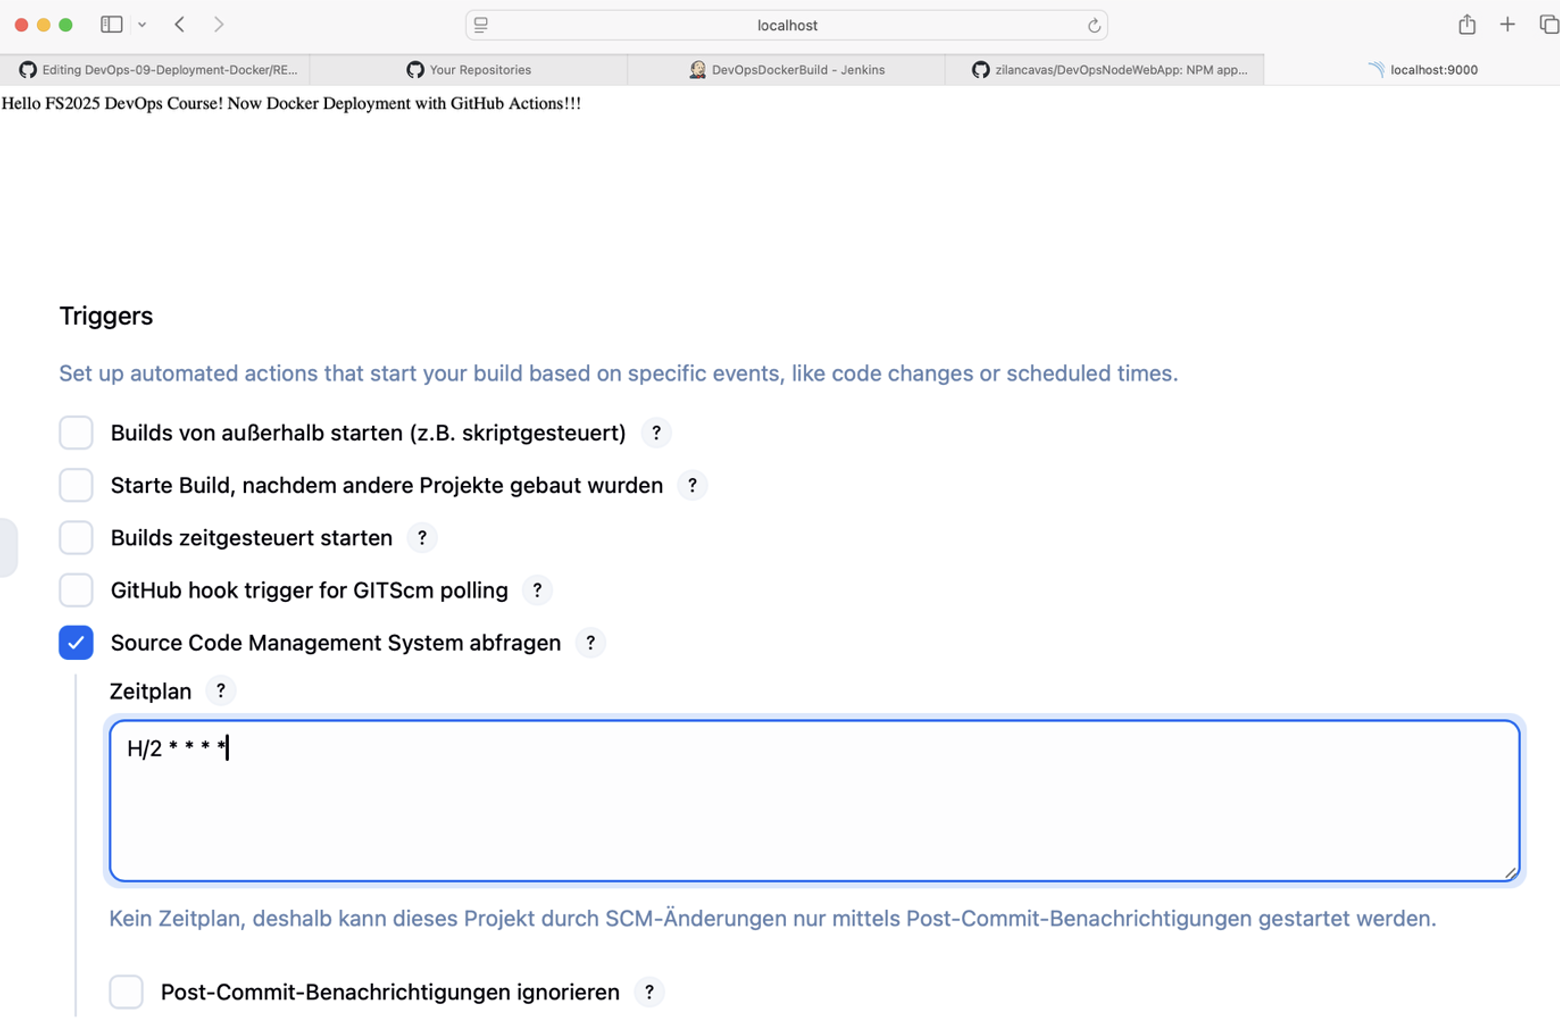 localhost
Editing DevOps-09-Deployment-Docker/RE...
Your Repositories
DevOpsDockerBuild - Jenkins
zilancavas/DevOpsNodeWebApp: NPM app...
localhost:9000
Hello FS2025 DevOps Course! Now Docker Deployment with GitHub Actions!!!
Triggers
Set up automated actions that start your build based on specific events, like code changes or scheduled times.
Builds von außerhalb starten (z.B. skriptgesteuert) ?
Starte Build, nachdem andere Projekte gebaut wurden ?
Builds zeitgesteuert starten ?
GitHub hook trigger for GITScm polling ?
Source Code Management System abfragen ?
Zeitplan ?
H/2 * * * *
Kein Zeitplan, deshalb kann dieses Projekt durch SCM-Änderungen nur mittels Post-Commit-Benachrichtigungen gestartet werden.
Post-Commit-Benachrichtigungen ignorieren ?